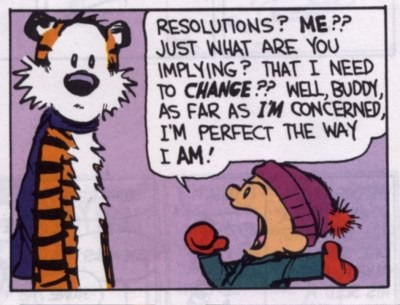 RESOLUTIONS? ME??
JUST WHAT ARE YOU
IMPLYING? THAT I NEED
TO CHANGE?? WELL, BUDDY,
AS FAR AS I'M CONCERNED,
I'M PERFECT THE WAY
I AM!